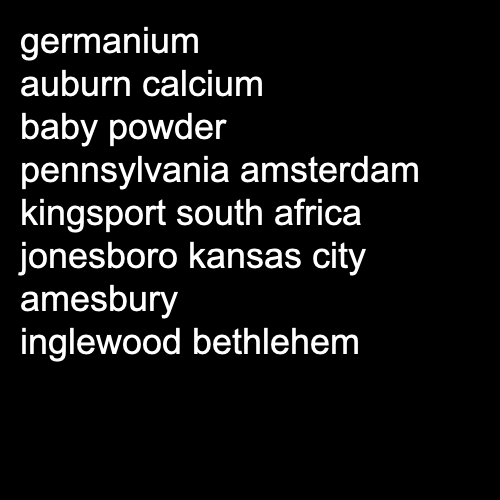 germanium
auburn calcium
baby powder
pennsylvania amsterdam
kingsport south africa
jonesboro kansas city
amesbury
inglewood bethlehem